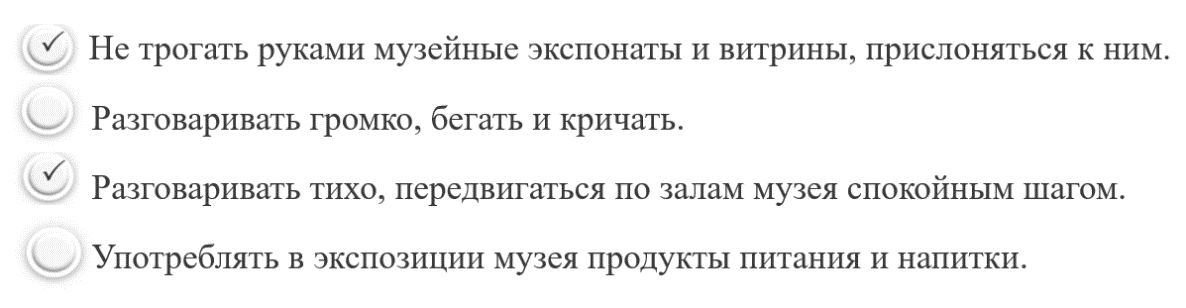 Не трогать руками музейные экспонаты и витрины, прислоняться к ним.
Разговаривать громко, бегать и кричать.
Разговаривать тихо, передвигаться по залам музея спокойным шагом.
Употреблять в экспозиции музея продукты питания и напитки.